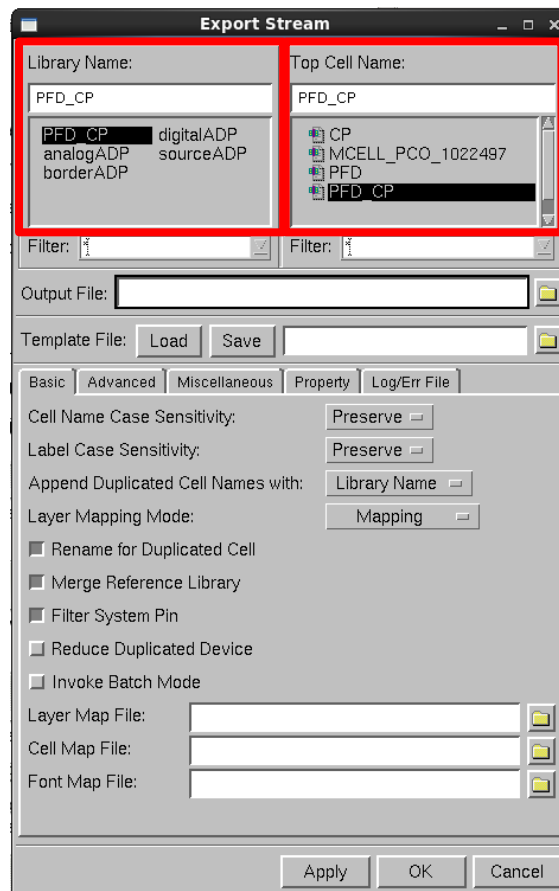 Export Stream
Library Name:
Top Cell Name:
PFD_CP
PFD_CP
PFD_CP digitalADP
analogADP sourceADP
borderADP
CP
MCELL_PCO_1022497
PFD
PFD_CP
Filter: * Filter: *
Output File:
Template File: Load Save
Basic Advanced Miscellaneous Property Log/Err File
Cell Name Case Sensitivity: Preserve
Label Case Sensitivity: Preserve
Append Duplicated Cell Names with: Library Name
Layer Mapping Mode: Mapping
Rename for Duplicated Cell
Merge Reference Library
Filter System Pin
Reduce Duplicated Device
Invoke Batch Mode
Layer Map File:
Cell Map File:
Font Map File:
Apply OK Cancel